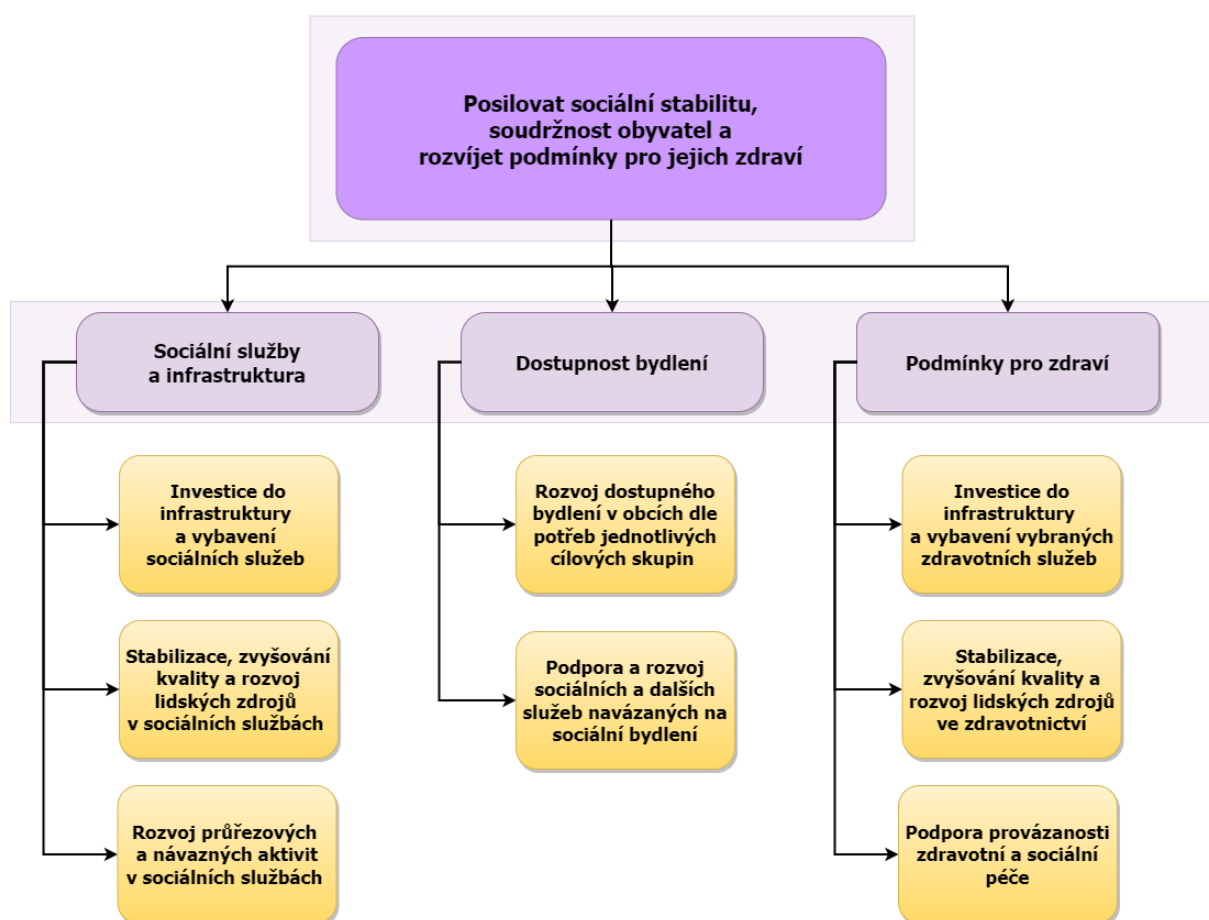 Posilovat sociální stabilitu,
soudržnost obyvatel a
rozvíjet podmínky pro jejich zdraví
Sociální služby
a infrastruktura
Dostupnost bydlení
Podmínky pro zdraví
Investice do
infrastruktury
a vybavení
sociálních služeb
Rozvoj dostupného
bydlení v obcích dle
potřeb jednotlivých
cílových skupin
Investice do
infrastruktury
a vybavení vybraných
zdravotních služeb
Stabilizace, zvyšování
kvality a rozvoj
lidských zdrojů
v sociálních službách
Podpora a rozvoj
sociálních a dalších
služeb navázaných na
sociální bydlení
Stabilizace,
zvyšování kvality a
rozvoj lidských zdrojů
ve zdravotnictví
Rozvoj průřezových
a návazných aktivit
v sociálních službách
Podpora provázanosti
zdravotní a sociální
péče